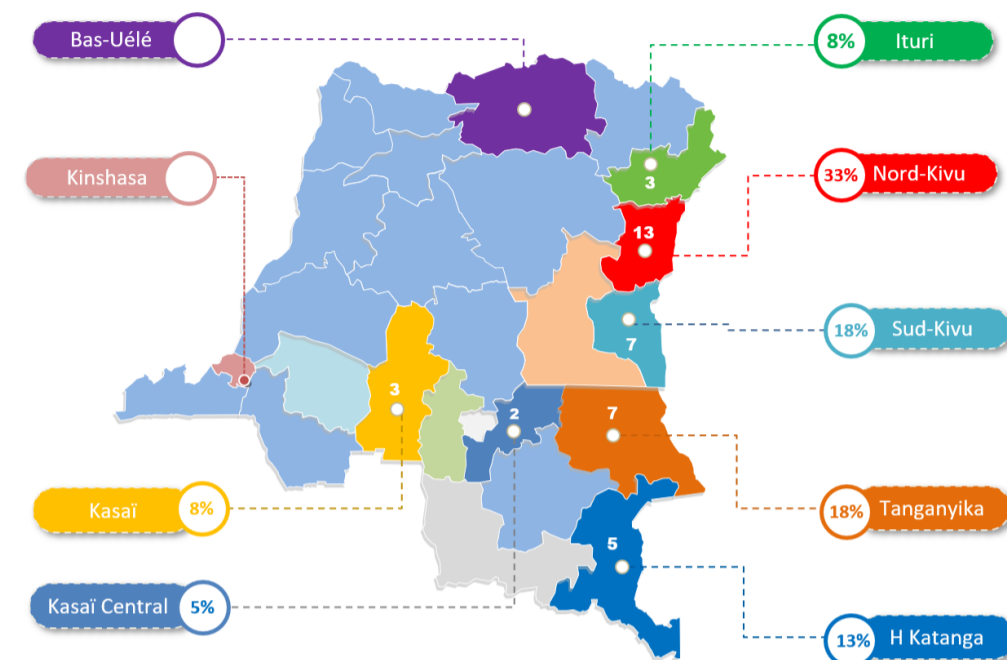 Bas-Uélé
8% Ituri
Kinshasa
33% Nord-Kivu
3
13
18% Sud-Kivu
7
3
2
7
Kasaï 8%
18% Tanganyika
5
Kasaï Central 5%
13% H Katanga